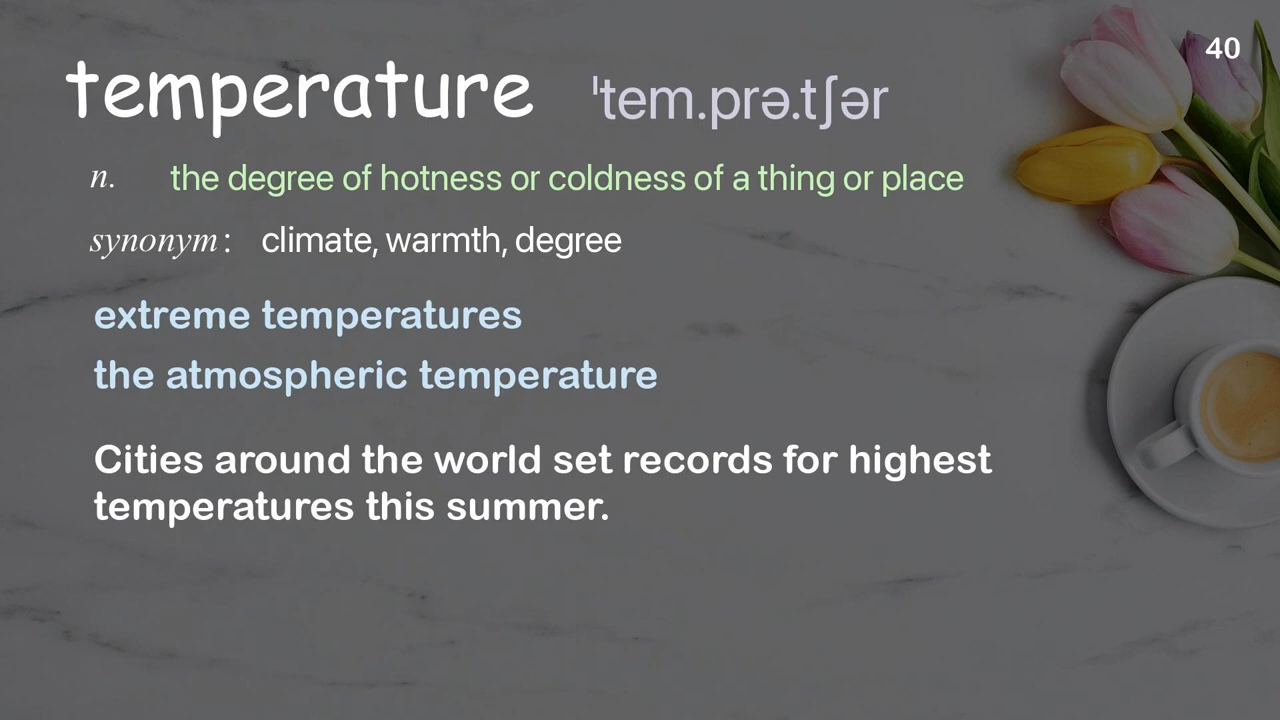 40
temperature ˈtem.prə.tʃər
n. the degree of hotness or coldness of a thing or place
synonym: climate, warmth, degree
extreme temperatures
the atmospheric temperature
Cities around the world set records for highest
temperatures this summer.